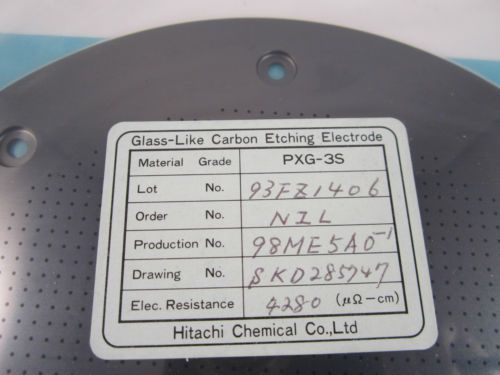 Glass-Like Carbon Etching Electrode
Material Grade PXG-3S
Lot No. 93FZ1406
Order No. NIL
Production No. 98ME5A0-1
Drawing No. SKD285747
Elec. Resistance 4280 (μΩ-cm)
Hitachi Chemical Co.,Ltd